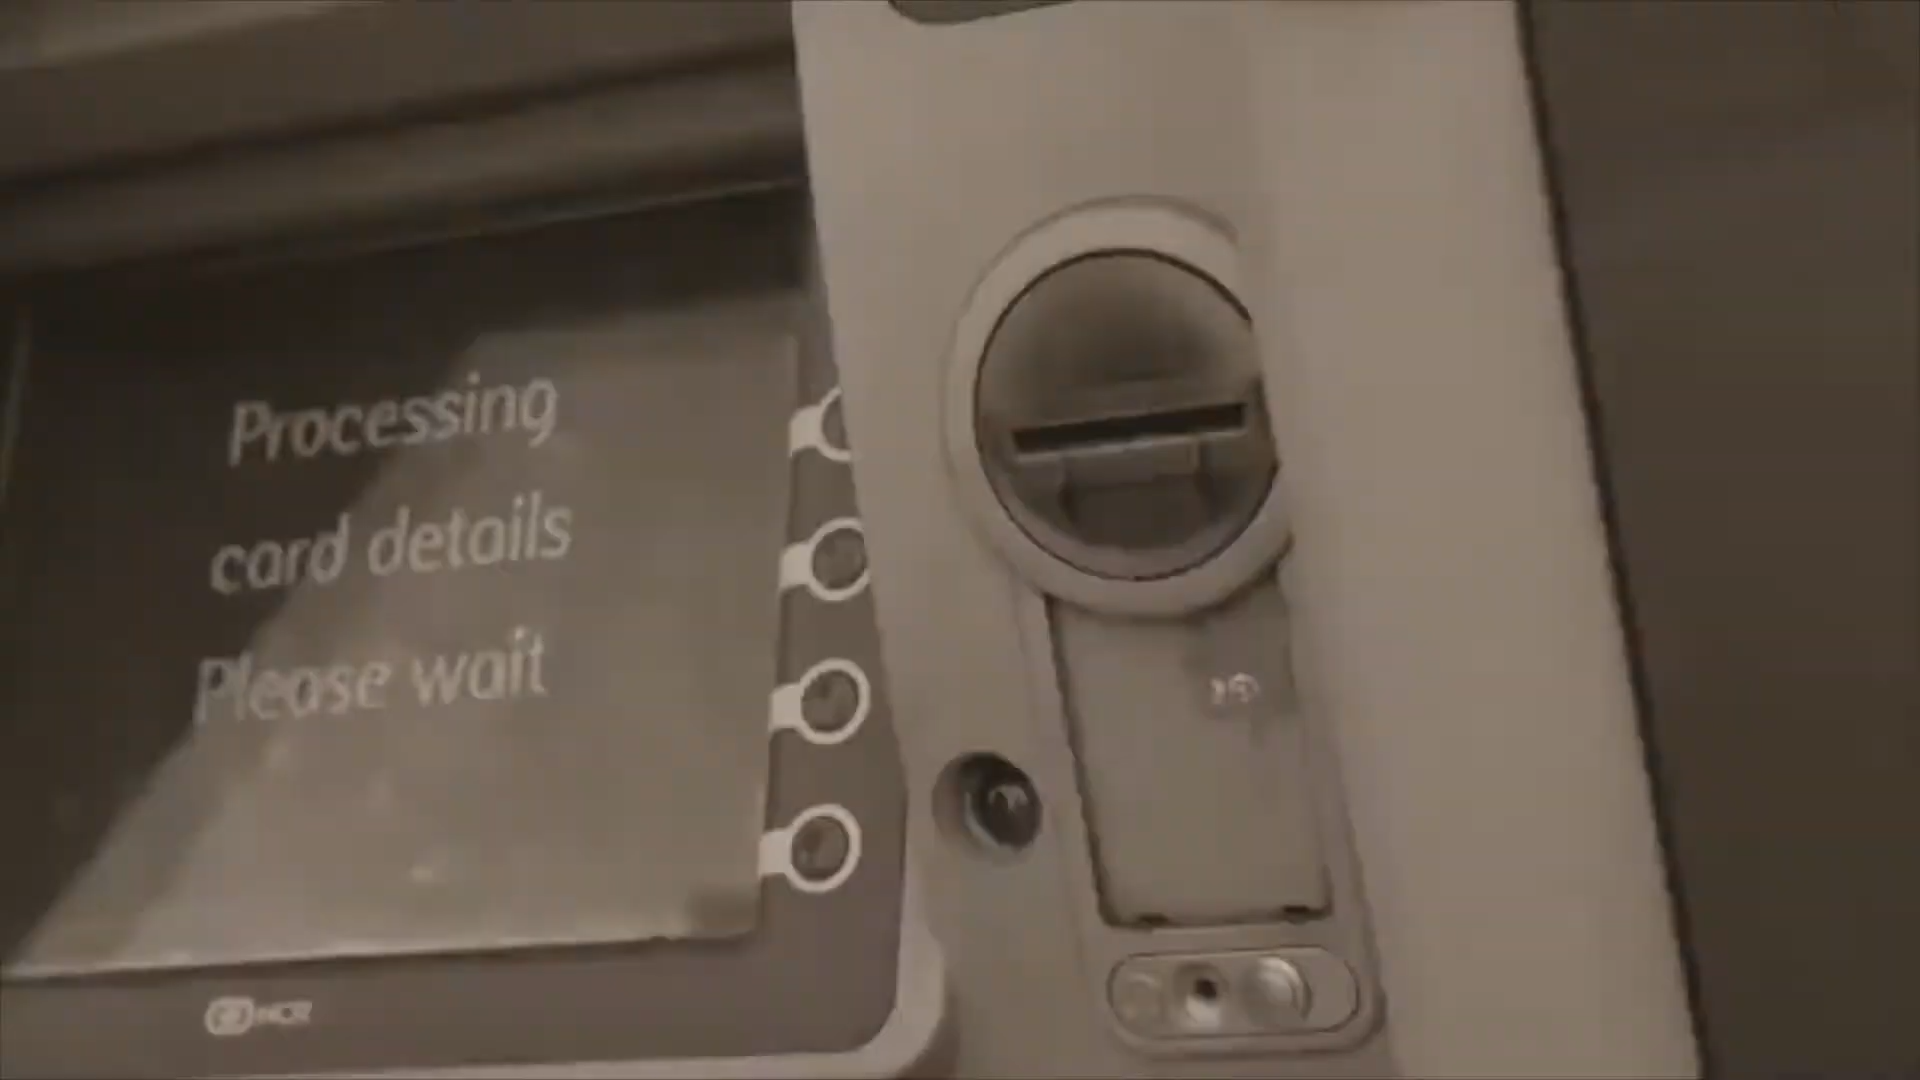 Processing
card details
Please wait
NCR